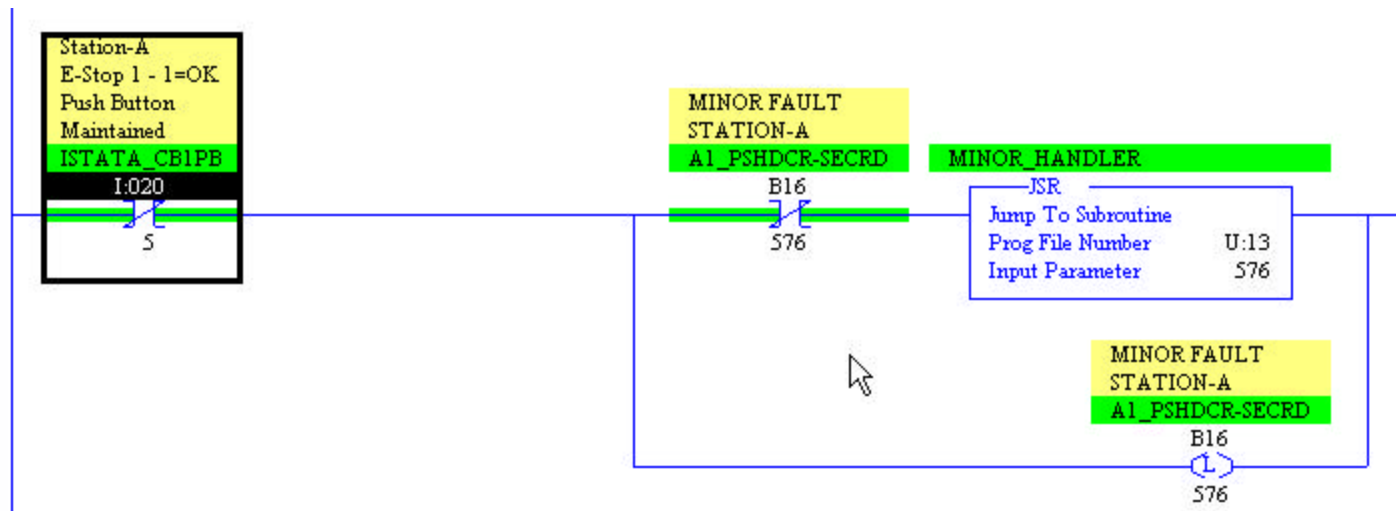 Station-A
E-Stop 1 - 1=OK
Push Button
Maintained
ISTATA_CB1PB
I:020
5
MINOR FAULT
STATION-A
A1_PSHDCR-SECRD
B16
576
MINOR_HANDLER
JSR
Jump To Subroutine
Prog File Number U:13
Input Parameter 576
MINOR FAULT
STATION-A
A1_PSHDCR-SECRD
B16
L
576